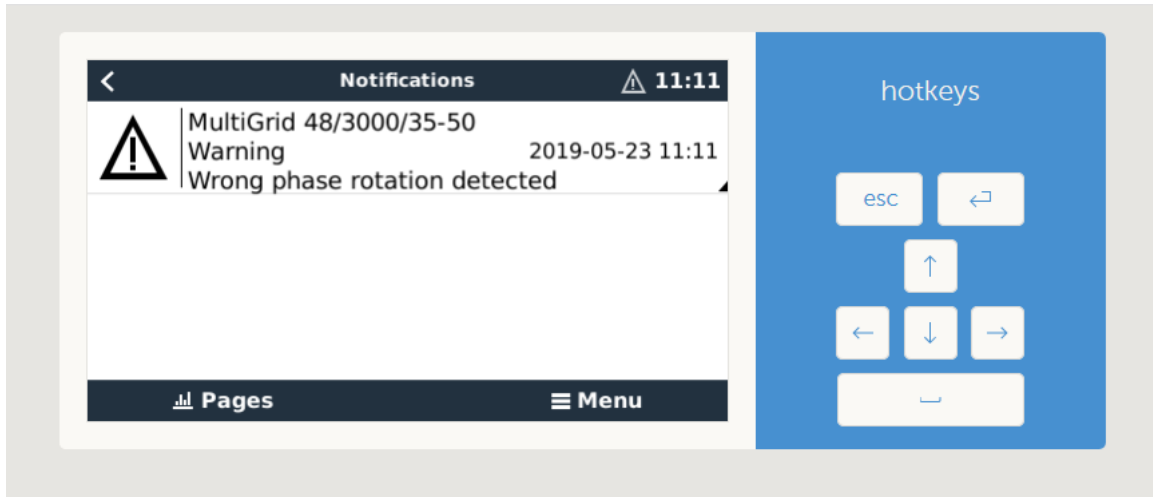 Notifications 11:11
MultiGrid 48/3000/35-50
Warning 2019-05-23 11:11
Wrong phase rotation detected
Pages Menu
hotkeys
esc